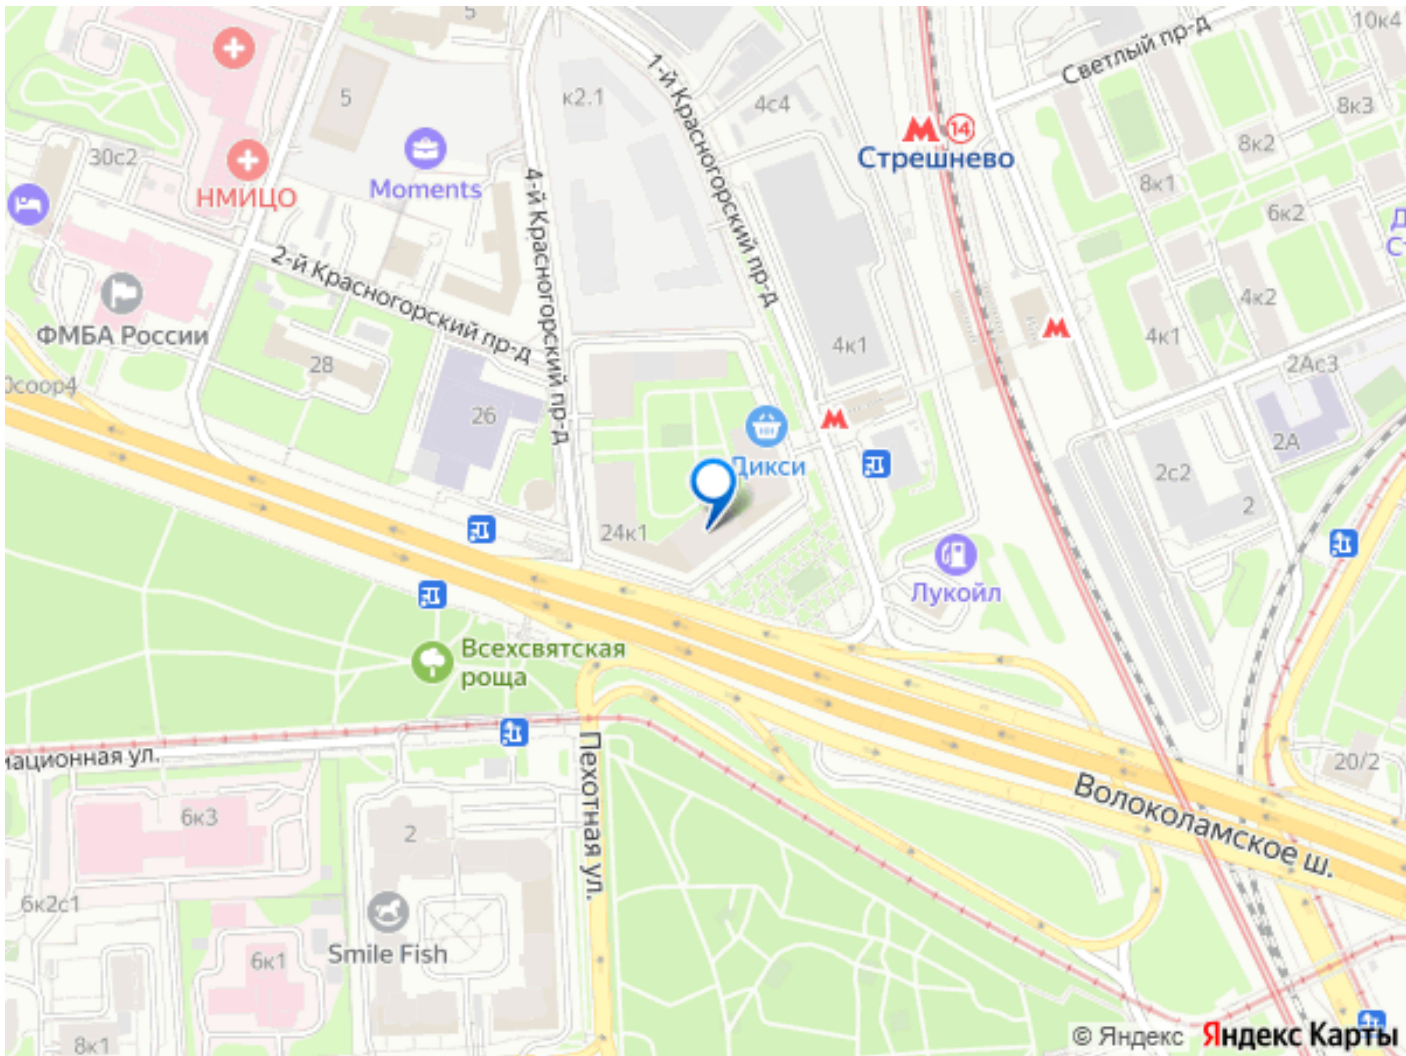 5
10к4
Светлый пр-д
1-й Красногорский пр-д
5
к2.1
4с4
8к3
14
Стрешнево
8к2
30с2
Moments
4-й Красногорский пр-д
8к1
НМИЦО
6к2
2-й Красногорский пр-д
4к2
ФМБА России
28
4к1
4к1
2Ас3
26
Дикси
2А
2с2
2
24к1
Лукойл
Всехсвятская
роща
Пехотная ул.
20/2
Волоколамское ш.
6к3
2
6к2с1
Smile Fish
6к1
8к1
© Яндекс Яндекс Карты